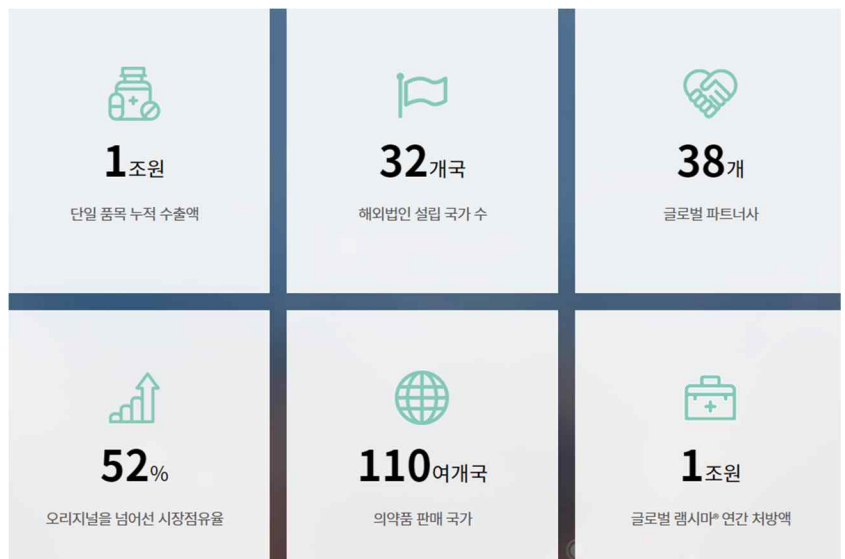 1조원
32개국
38개
단일 품목 누적 수출액
해외법인 설립 국가 수
글로벌 파트너사
52%
110여개국
1조원
오리지널을 넘어선 시장점유율
의약품 판매 국가
글로벌 램시마® 연간 처방액